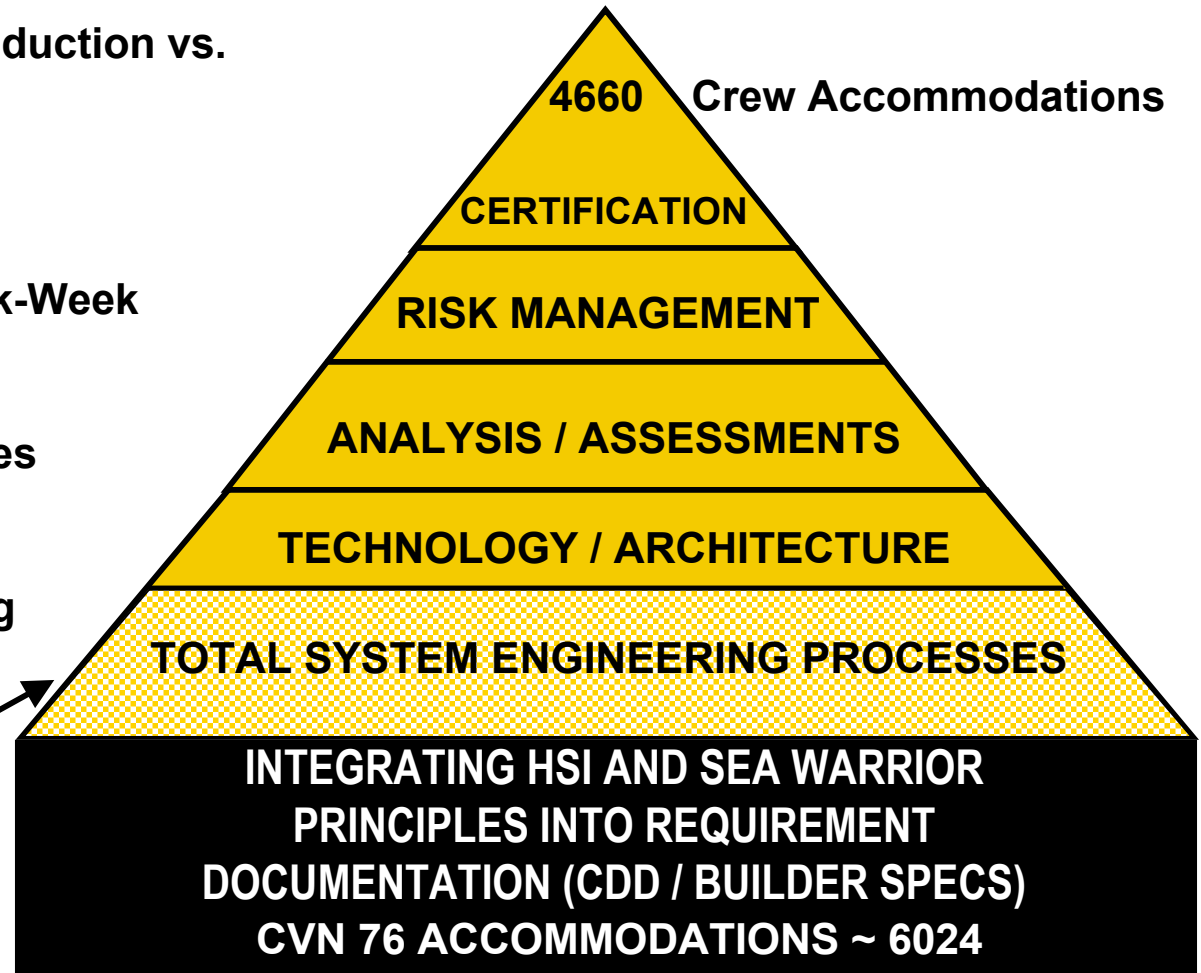 duction vs.
4660 Crew Accommodations
CERTIFICATION
k-Week
RISK MANAGEMENT
ANALYSIS / ASSESSMENTS
es
TECHNOLOGY / ARCHITECTURE
g
TOTAL SYSTEM ENGINEERING PROCESSES
INTEGRATING HSI AND SEA WARRIOR
PRINCIPLES INTO REQUIREMENT
DOCUMENTATION (CDD / BUILDER SPECS)
CVN 76 ACCOMMODATIONS ~ 6024